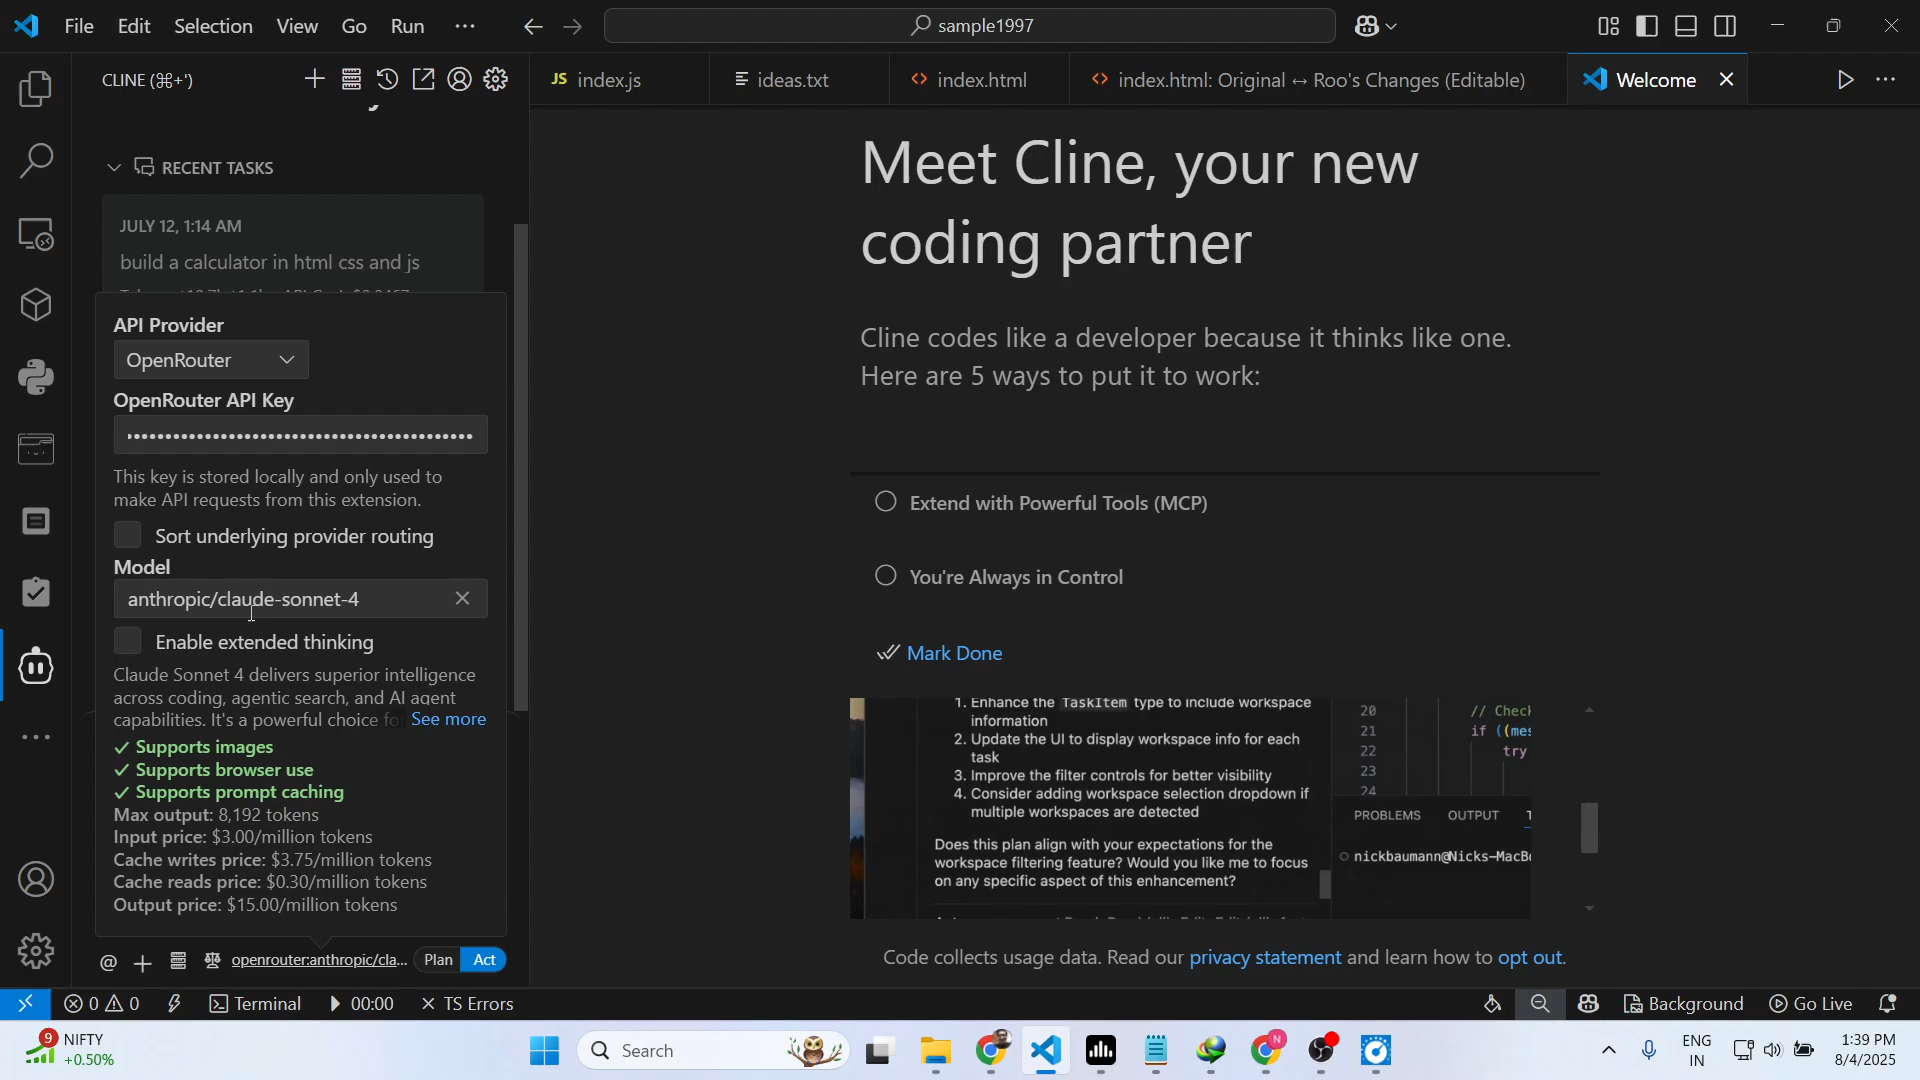 File Edit Selection View Go Run ···
sample1997
CLINE (⌘+')
JS index.js
ideas.txt
index.html
index.html: Original ↔ Roo's Changes (Editable)
Welcome
RECENT TASKS
JULY 12, 1:14 AM
build a calculator in html css and js
API Provider
OpenRouter
OpenRouter API Key
••••••••••••••••••••••••••••••••••••••••••••
This key is stored locally and only used to
make API requests from this extension.
Sort underlying provider routing
Model
anthropic/claude-sonnet-4
Enable extended thinking
Claude Sonnet 4 delivers superior intelligence
across coding, agentic search, and AI agent
capabilities. It's a powerful choice See more
✓ Supports images
✓ Supports browser use
✓ Supports prompt caching
Max output: 8,192 tokens
Input price: $3.00/million tokens
Cache writes price: $3.75/million tokens
Cache reads price: $0.30/million tokens
Output price: $15.00/million tokens
@ openrouter:anthropic/cla... Plan Act
Meet Cline, your new
coding partner
Cline codes like a developer because it thinks like one.
Here are 5 ways to put it to work:
Extend with Powerful Tools (MCP)
You're Always in Control
Mark Done
1. Enhance the TaskItem type to include workspace
information
2. Update the UI to display workspace info for each
task
3. Improve the filter controls for better visibility
4. Consider adding workspace selection dropdown if
multiple workspaces are detected
Does this plan align with your expectations for the
workspace filtering feature? Would you like me to focus
on any specific aspect of this enhancement?
20 // Check
21 if ((mes
22 try
23
24
PROBLEMS OUTPUT
nickbaumann@Nicks-MacBo
Code collects usage data. Read our privacy statement and learn how to opt out.
0 0 Terminal 00:00 TS Errors
Background Go Live
9 NIFTY
+0.50%
Search
N
ENG
IN
1:39 PM
8/4/2025